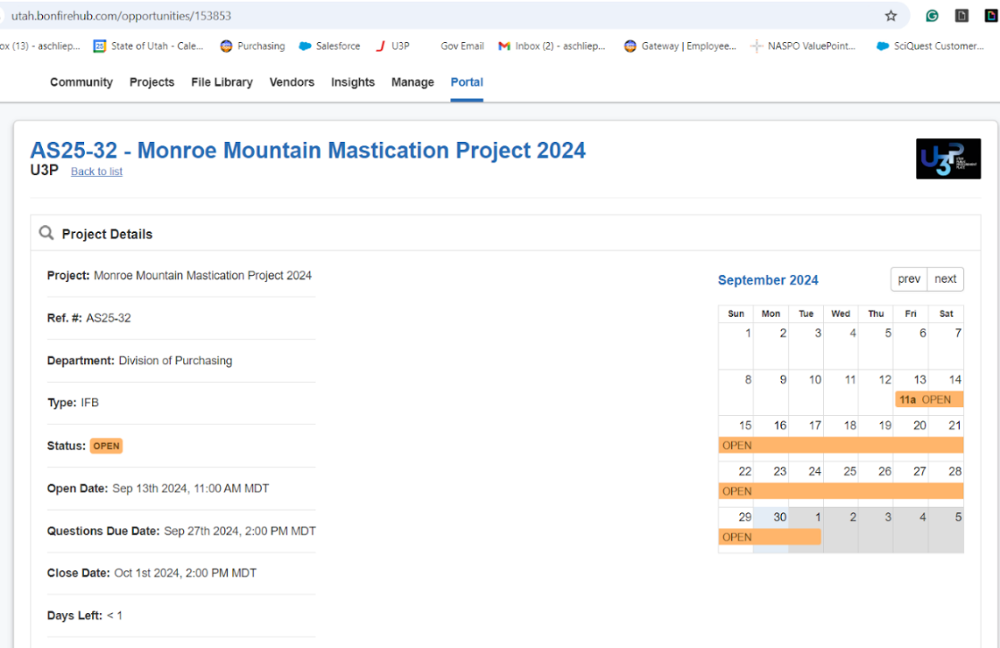 utah.bonfirehub.com/opportunities/153853
ox (13) - aschliep... 25 State of Utah - Cale... Purchasing Salesforce J U3P Gov Email M Inbox (2) - aschliep... Gateway | Employee... NASPO ValuePoint... SciQuest Customer...
Community Projects File Library Vendors Insights Manage Portal
AS25-32 - Monroe Mountain Mastication Project 2024
U3P Back to list
U3P
Project Details
Project: Monroe Mountain Mastication Project 2024
Ref. #: AS25-32
Department: Division of Purchasing
Type: IFB
Status: OPEN
Open Date: Sep 13th 2024, 11:00 AM MDT
Questions Due Date: Sep 27th 2024, 2:00 PM MDT
Close Date: Oct 1st 2024, 2:00 PM MDT
Days Left: < 1
September 2024 prev next
Sun Mon Tue Wed Thu Fri Sat
1 2 3 4 5 6 7
8 9 10 11 12 13 14
11a OPEN
15 16 17 18 19 20 21
OPEN
22 23 24 25 26 27 28
OPEN
29 30 1 2 3 4 5
OPEN